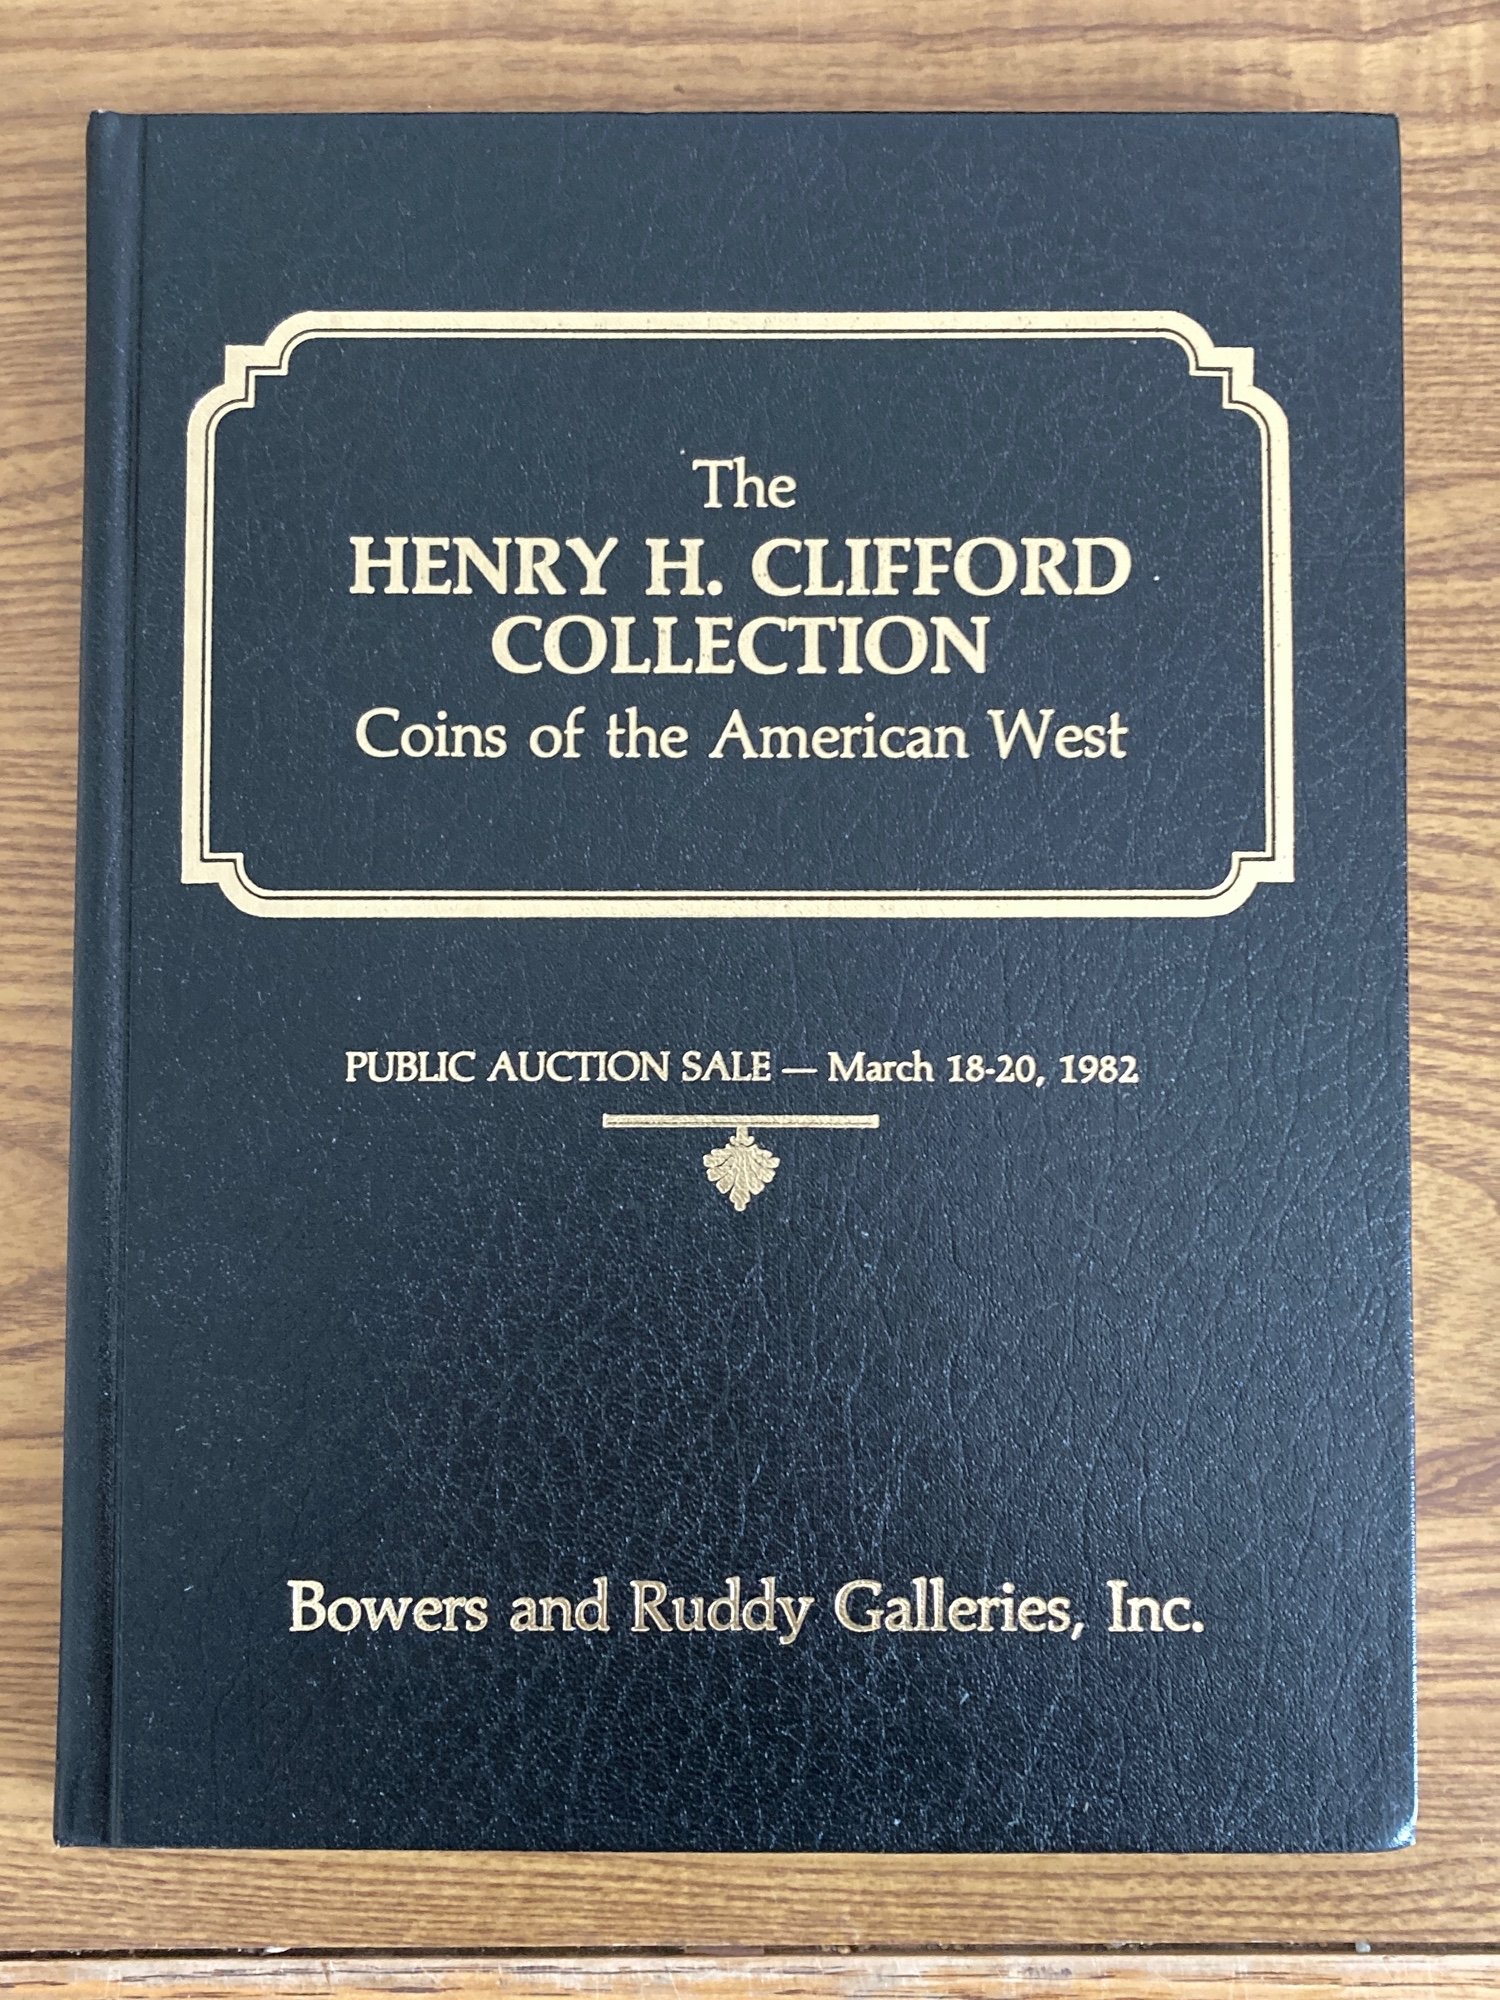 The
HENRY H. CLIFFORD
COLLECTION
Coins of the American West
PUBLIC AUCTION SALE — March 18-20, 1982
Bowers and Ruddy Galleries, Inc.